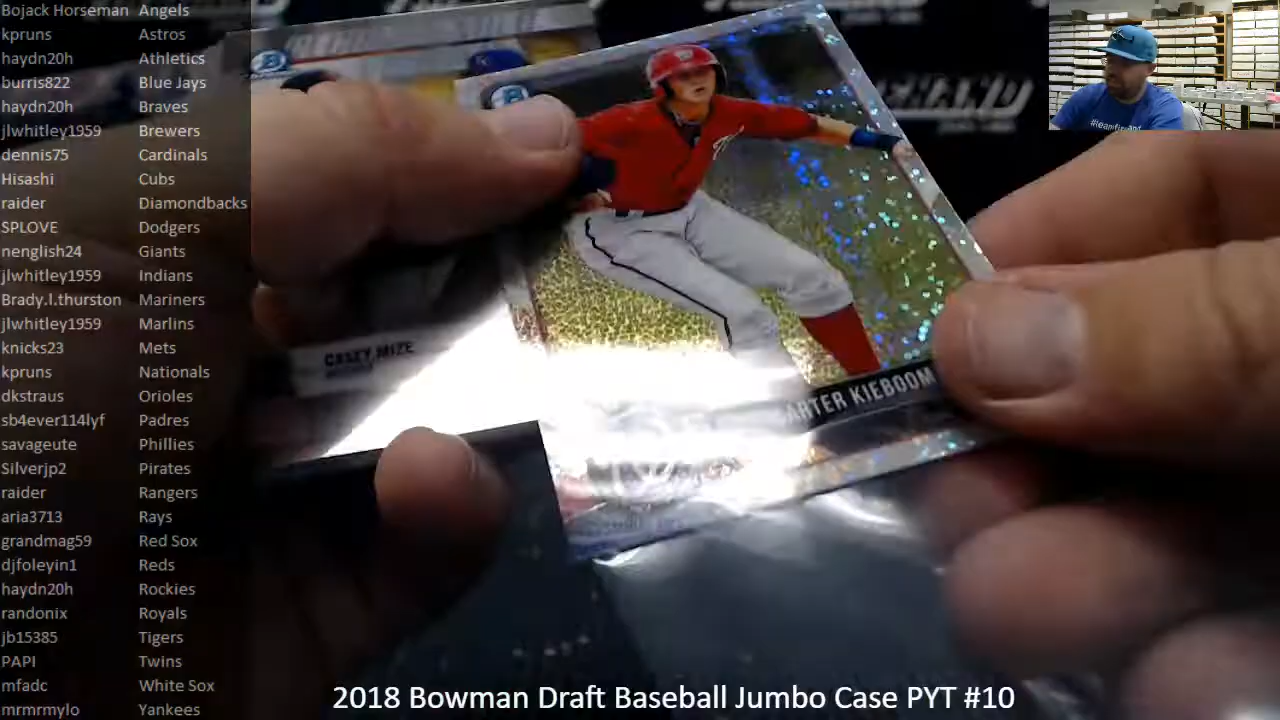 Bojack Horseman Angels
kpruns Astros
haydn20h Athletics
burris822 Blue Jays
haydn20h Braves
jlwhitley1959 Brewers
dennis75 Cardinals
Hisashi Cubs
raider Diamondbacks
SPLOVE Dodgers
nenglish24 Giants
jlwhitley1959 Indians
Brady.l.thurston Mariners
jlwhitley1959 Marlins
knicks23 Mets
kpruns Nationals
dkstraus Orioles
sb4ever114lyf Padres
savageute Phillies
Silverjp2 Pirates
raider Rangers
aria3713 Rays
grandmag59 Red Sox
djfoleyin1 Reds
haydn20h Rockies
randonix Royals
jb15385 Tigers
PAPI Twins
mfadc White Sox
mrmrmylo Yankees
CASEY MIZE
ARTER KIEBOOM
2018 Bowman Draft Baseball Jumbo Case PYT #10